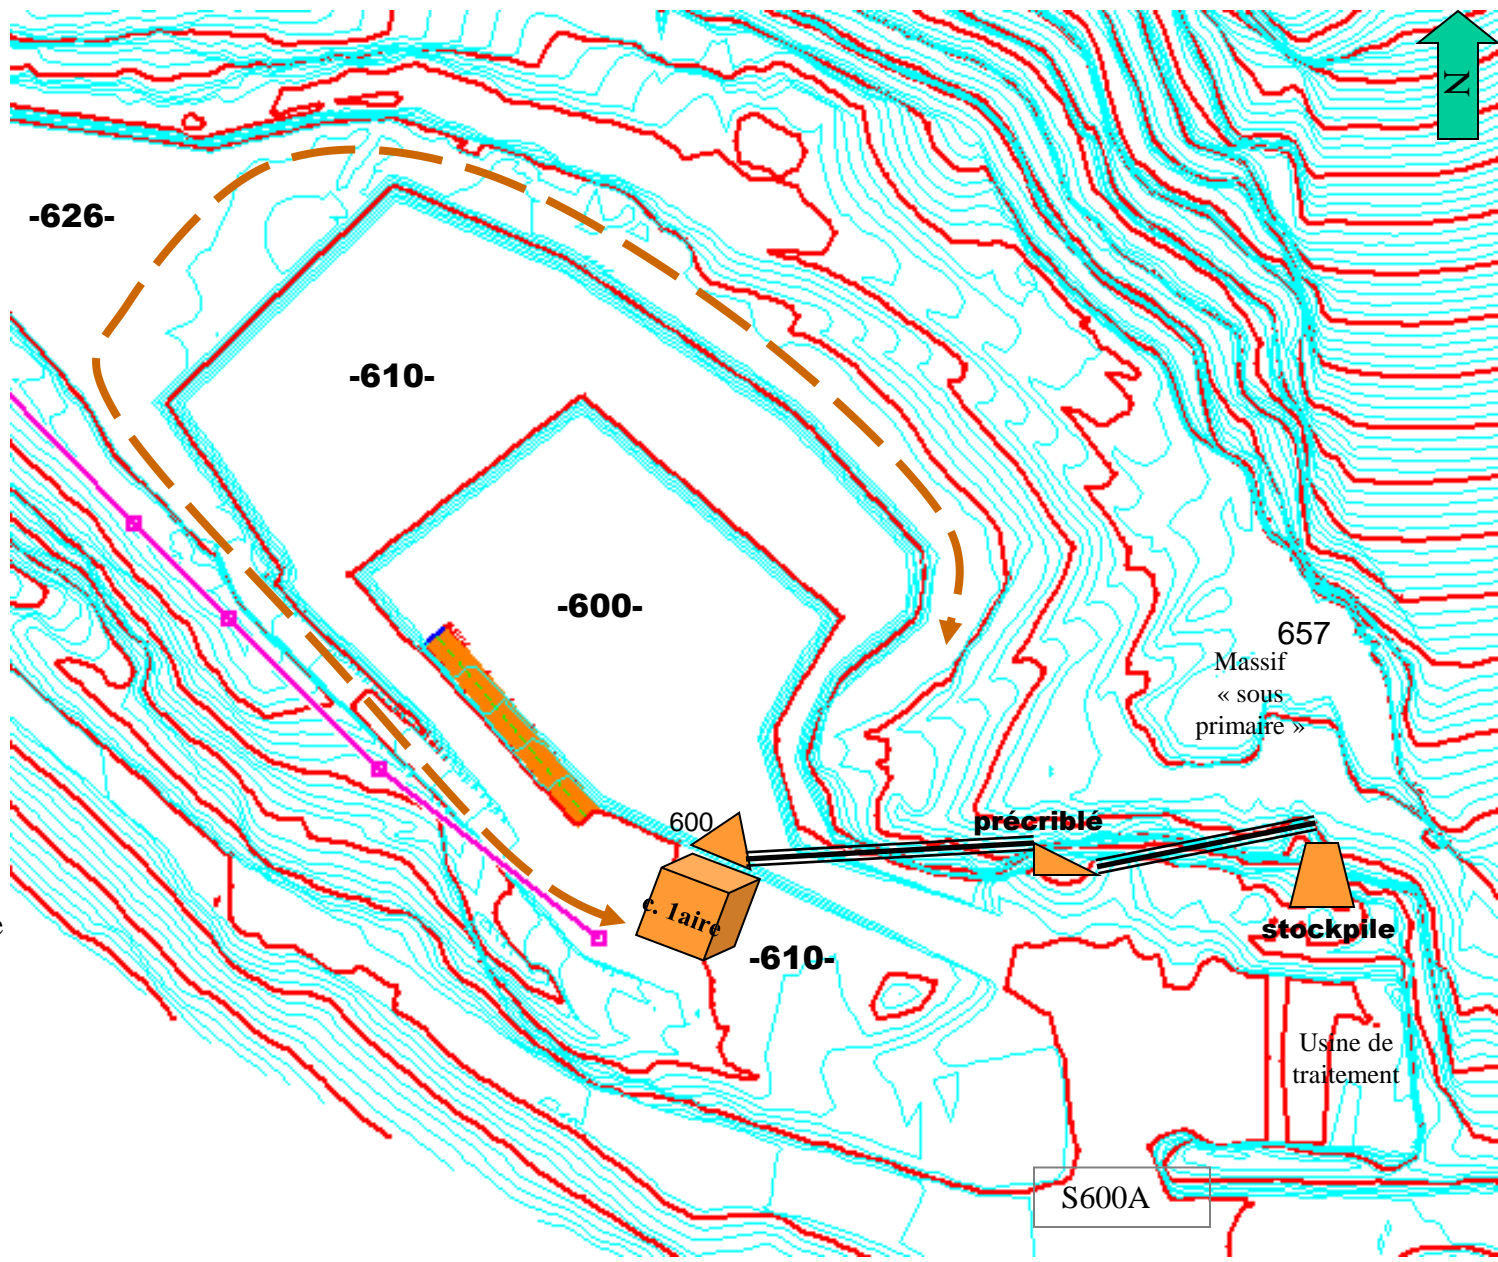 N
-626-
-610-
-600-
657
Massif
« sous
primaire »
600
précriblé
c. 1aire
stockpile
-610-
Usine de
traitement
S600A